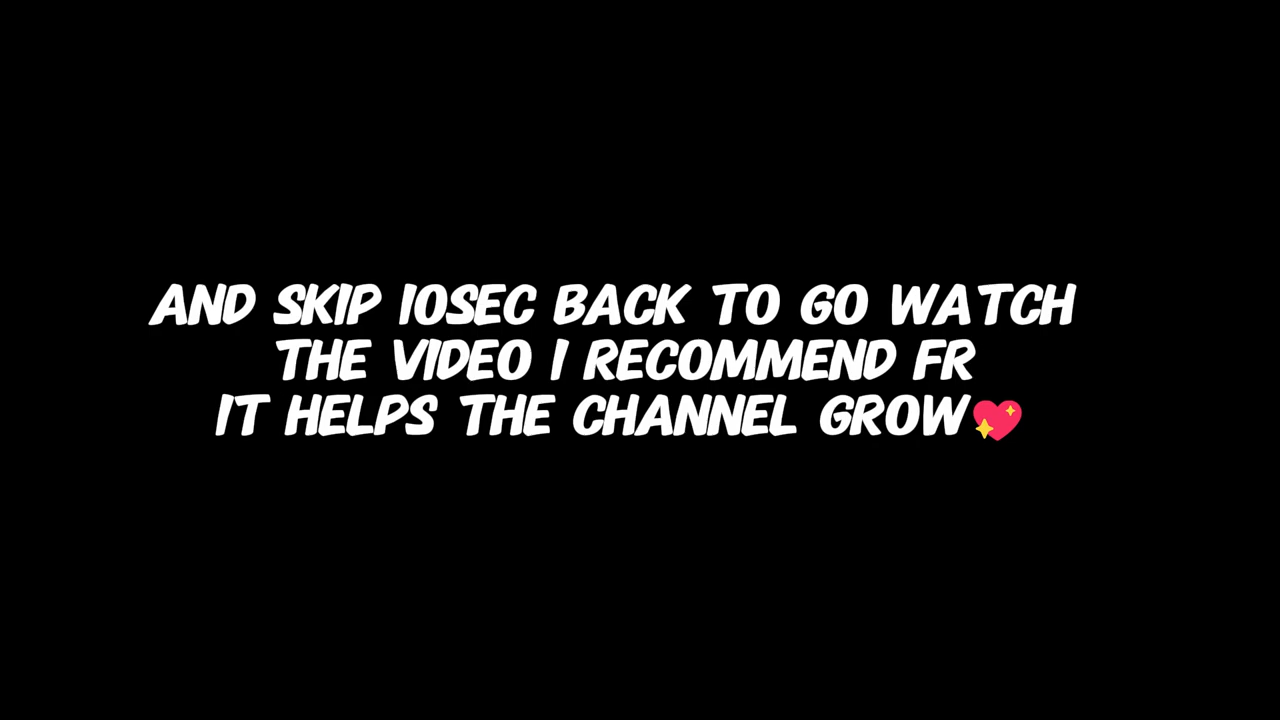 AND SKIP 10SEC BACK TO GO WATCH
THE VIDEO I RECOMMEND FR
IT HELPS THE CHANNEL GROW💖